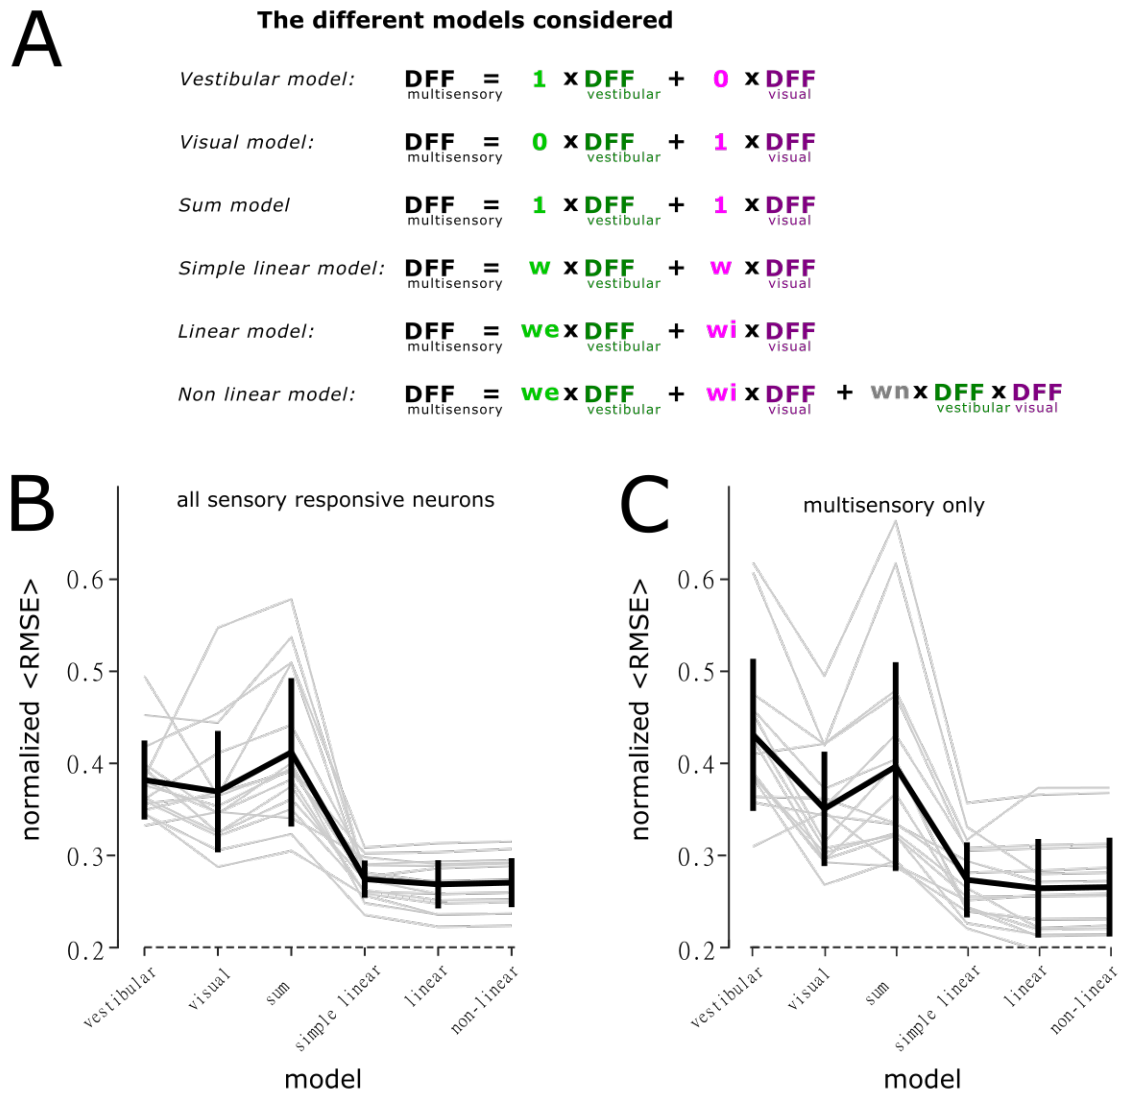 A
The different models considered
Vestibular model: DFF multisensory = 1 x DFF vestibular + 0 x DFF visual
Visual model: DFF multisensory = 0 x DFF vestibular + 1 x DFF visual
Sum model DFF multisensory = 1 x DFF vestibular + 1 x DFF visual
Simple linear model: DFF multisensory = w x DFF vestibular + w x DFF visual
Linear model: DFF multisensory = we x DFF vestibular + wi x DFF visual
Non linear model: DFF multisensory = we x DFF vestibular + wi x DFF visual + wn x DFF vestibular x DFF visual
B
all sensory responsive neurons
normalized <RMSE>
0.6
0.5
0.4
0.3
0.2
vestibular
visual
sum
simple linear
linear
non-linear
model
C
multisensory only
normalized <RMSE>
0.6
0.5
0.4
0.3
0.2
vestibular
visual
sum
simple linear
linear
non-linear
model